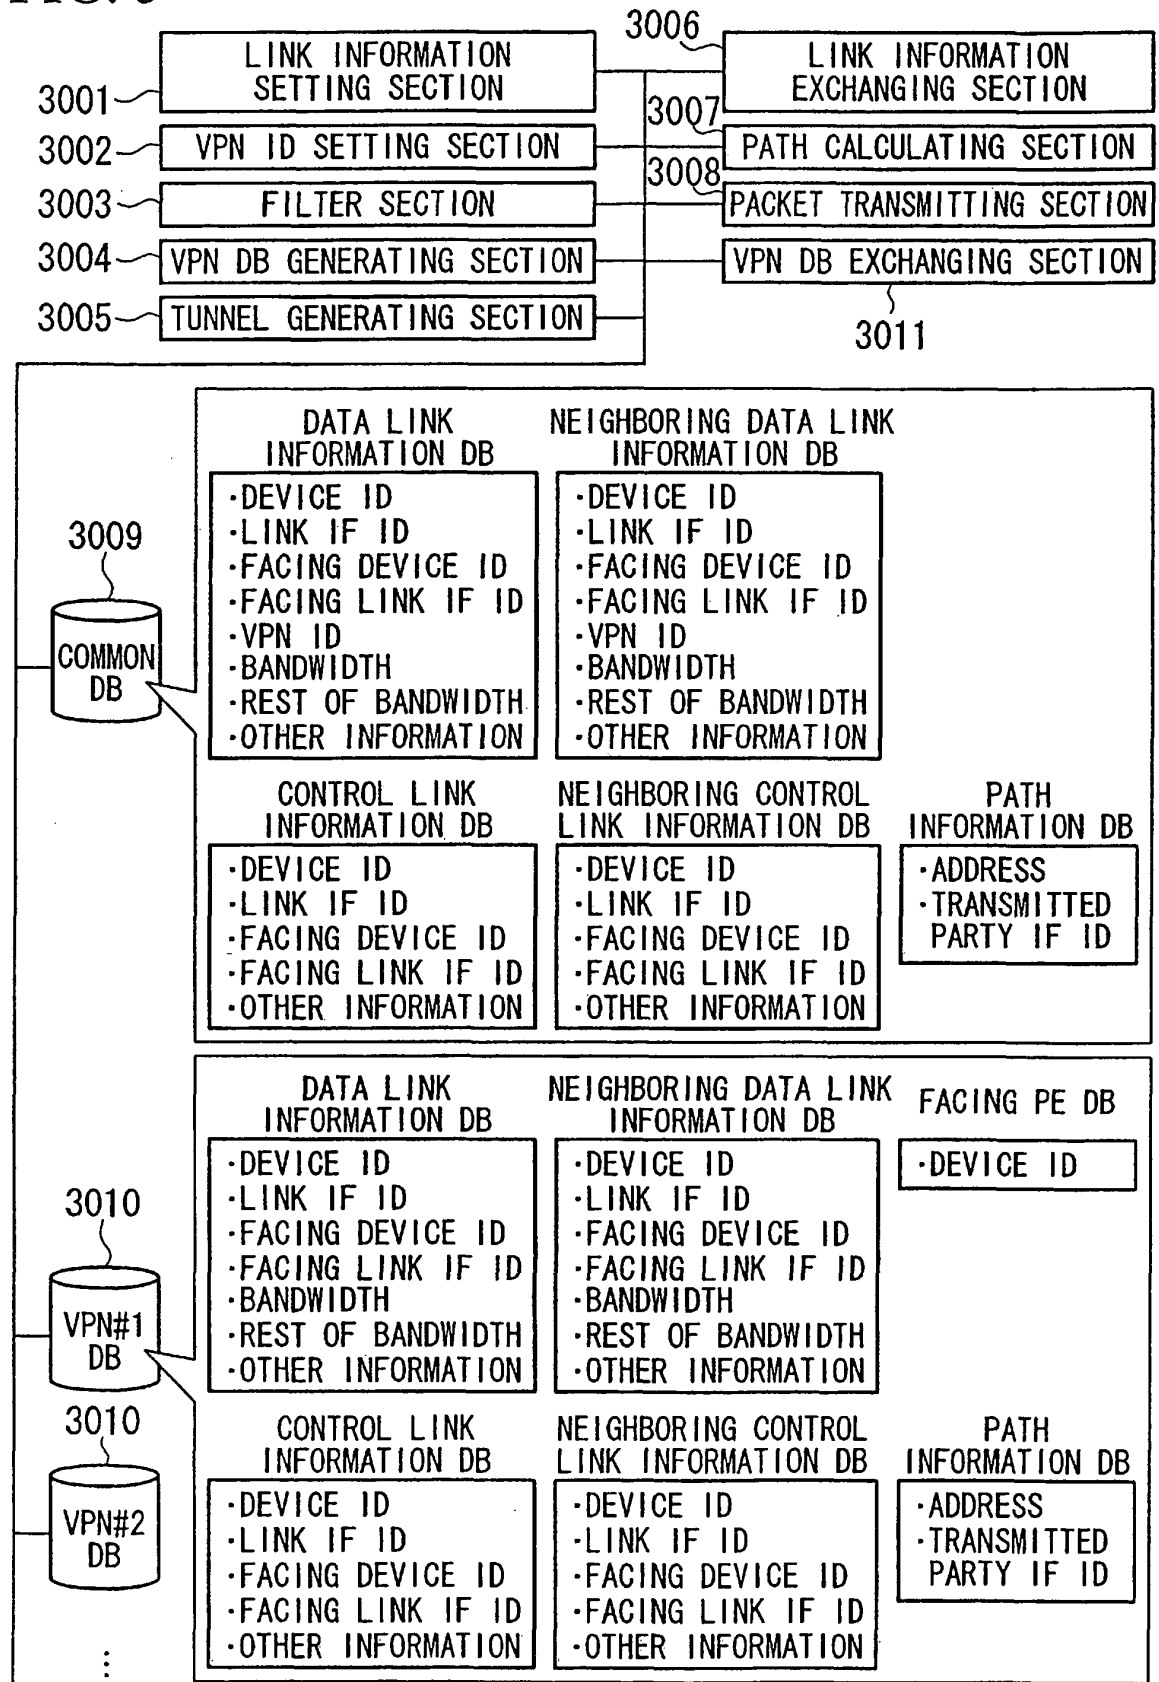 3001
LINK INFORMATION
SETTING SECTION
3006
LINK INFORMATION
EXCHANGING SECTION
3002
VPN ID SETTING SECTION
3007
PATH CALCULATING SECTION
3003
FILTER SECTION
3008
PACKET TRANSMITTING SECTION
3004
VPN DB GENERATING SECTION
VPN DB EXCHANGING SECTION
3011
3005
TUNNEL GENERATING SECTION
3009
COMMON
DB
DATA LINK
INFORMATION DB
·DEVICE ID
·LINK IF ID
·FACING DEVICE ID
·FACING LINK IF ID
·VPN ID
·BANDWIDTH
·REST OF BANDWIDTH
·OTHER INFORMATION
NEIGHBORING DATA LINK
INFORMATION DB
·DEVICE ID
·LINK IF ID
·FACING DEVICE ID
·FACING LINK IF ID
·VPN ID
·BANDWIDTH
·REST OF BANDWIDTH
·OTHER INFORMATION
CONTROL LINK
INFORMATION DB
·DEVICE ID
·LINK IF ID
·FACING DEVICE ID
·FACING LINK IF ID
·OTHER INFORMATION
NEIGHBORING CONTROL
LINK INFORMATION DB
·DEVICE ID
·LINK IF ID
·FACING DEVICE ID
·FACING LINK IF ID
·OTHER INFORMATION
PATH
INFORMATION DB
·ADDRESS
·TRANSMITTED
PARTY IF ID
3010
VPN#1
DB
DATA LINK
INFORMATION DB
·DEVICE ID
·LINK IF ID
·FACING DEVICE ID
·FACING LINK IF ID
·BANDWIDTH
·REST OF BANDWIDTH
·OTHER INFORMATION
NEIGHBORING DATA LINK
INFORMATION DB
·DEVICE ID
·LINK IF ID
·FACING DEVICE ID
·FACING LINK IF ID
·BANDWIDTH
·REST OF BANDWIDTH
·OTHER INFORMATION
FACING PE DB
·DEVICE ID
3010
VPN#2
DB
CONTROL LINK
INFORMATION DB
·DEVICE ID
·LINK IF ID
·FACING DEVICE ID
·FACING LINK IF ID
·OTHER INFORMATION
NEIGHBORING CONTROL
LINK INFORMATION DB
·DEVICE ID
·LINK IF ID
·FACING DEVICE ID
·FACING LINK IF ID
·OTHER INFORMATION
PATH
INFORMATION DB
·ADDRESS
·TRANSMITTED
PARTY IF ID